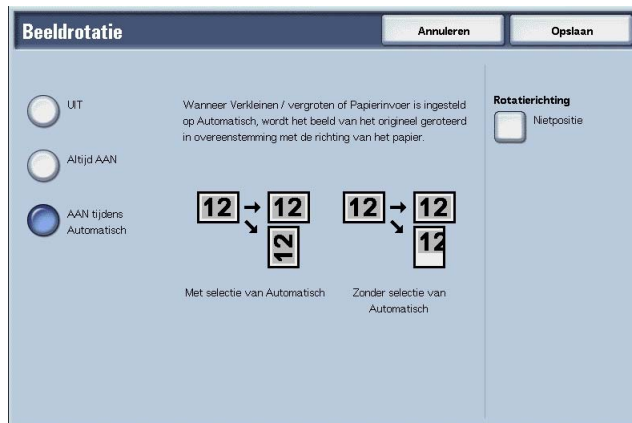 Beeldrotatie
Annuleren
Opslaan
UIT
Altijd AAN
AAN tijdens
Automatisch
Wanneer Verkleinen / vergroten of Papierinvoer is ingesteld
op Automatisch, wordt het beeld van het origineel geroteerd
in overeenstemming met de richting van het papier.
12 → 12
12
Met selectie van Automatisch
12 → 12
12
Zonder selectie van
Automatisch
Rotatierichting
Nietpositie